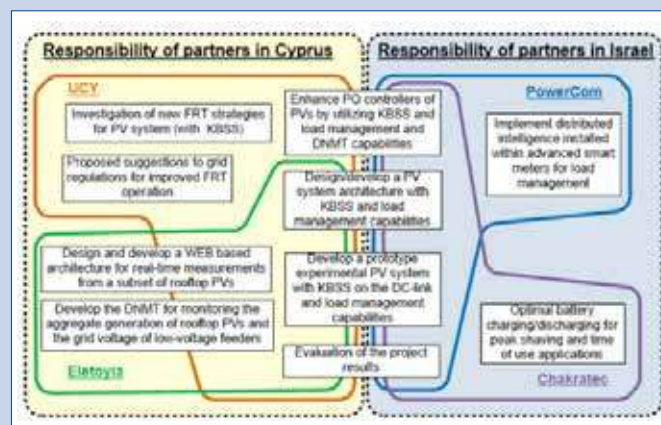 Responsibility of partners in Cyprus
Responsibility of partners in Israel
UCY
Investigation of new FRT strategies
for PV system (with KBSS)
Proposed suggestions to grid
regulations for improved FRT
operation
Design and develop a WEB based
architecture for real-time measurements
from a subset of rooftop PVs
Develop the DNMT for monitoring the
aggregate generation of rooftop PVs and
the grid voltage of low-voltage feeders
Eletoyia
Enhance PQ controllers of
PVs by utilizing KBSS and
load management and
DNMT capabilities
Design/develop a PV
system architecture with
KBSS and load
management capabilities
Develop a prototype
experimental PV system
with KBSS on the DC-link
and load management
capabilities
Evaluation of the project
results
PowerCom
Implement distributed
intelligence installed
within advanced smart
meters for load
management
Optimal battery
charging/discharging for
peak shaving and time
of use applications
Chakratec